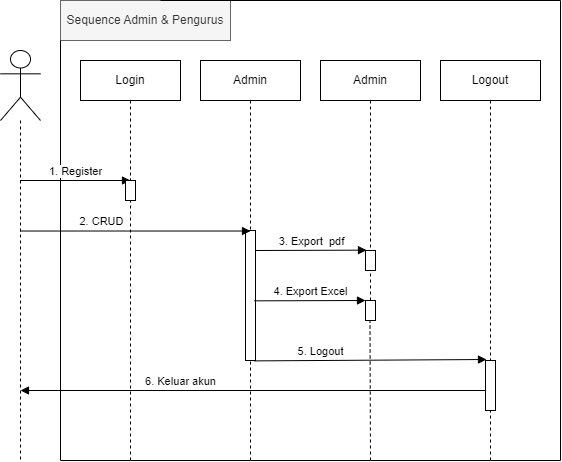 Sequence Admin & Pengurus
Login
Admin
Admin
Logout
1. Register
2. CRUD
3. Export pdf
4. Export Excel
5. Logout
6. Keluar akun